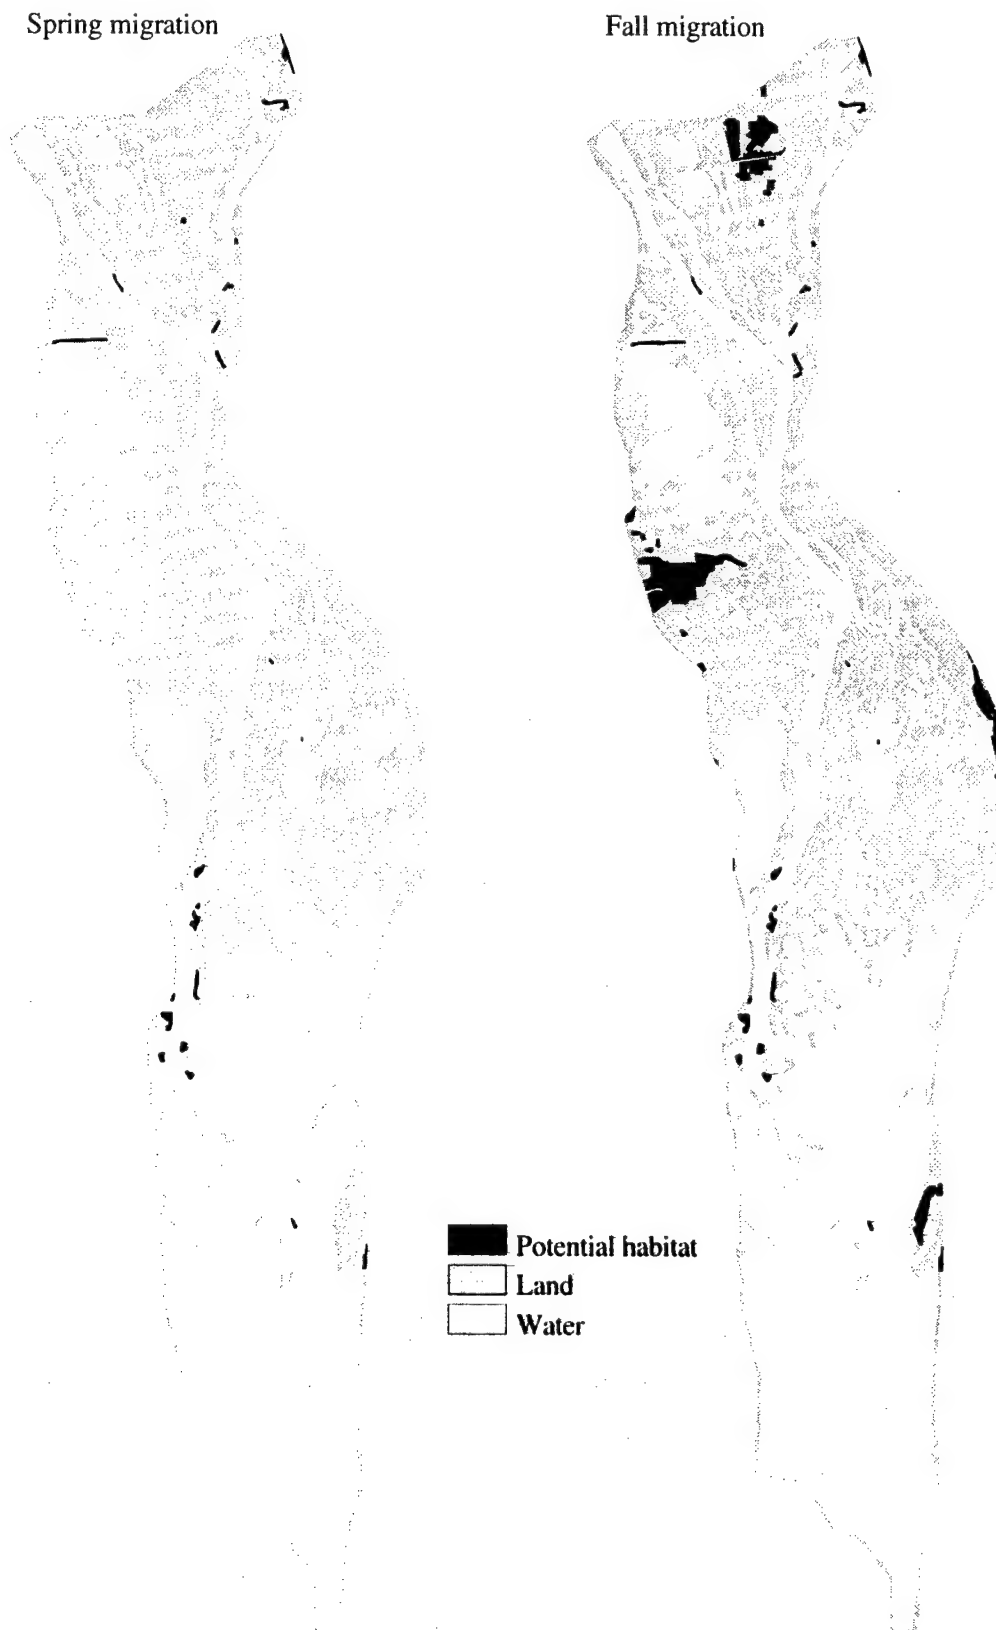 Spring migration
Fall migration
Potential habitat
Land
Water